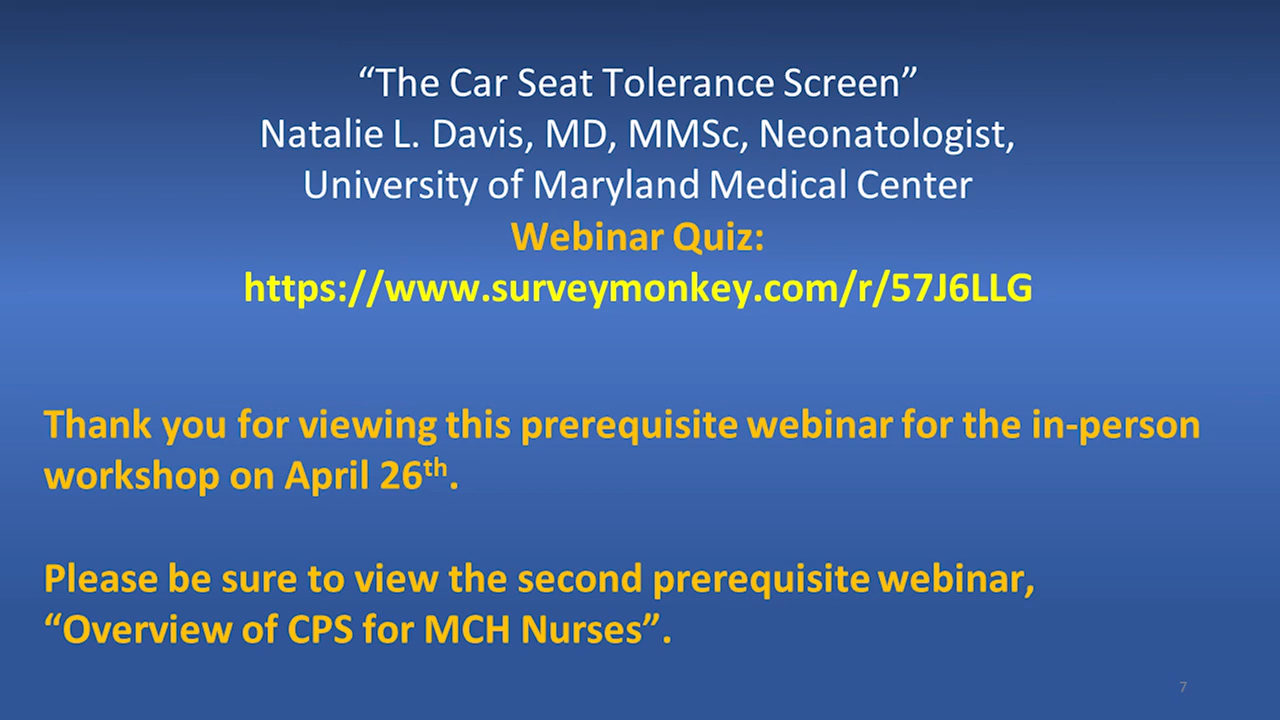 “The Car Seat Tolerance Screen”
Natalie L. Davis, MD, MMSc, Neonatologist,
University of Maryland Medical Center
Webinar Quiz:
https://www.surveymonkey.com/r/57J6LLG
Thank you for viewing this prerequisite webinar for the in-person
workshop on April 26th.
Please be sure to view the second prerequisite webinar,
“Overview of CPS for MCH Nurses”.
7